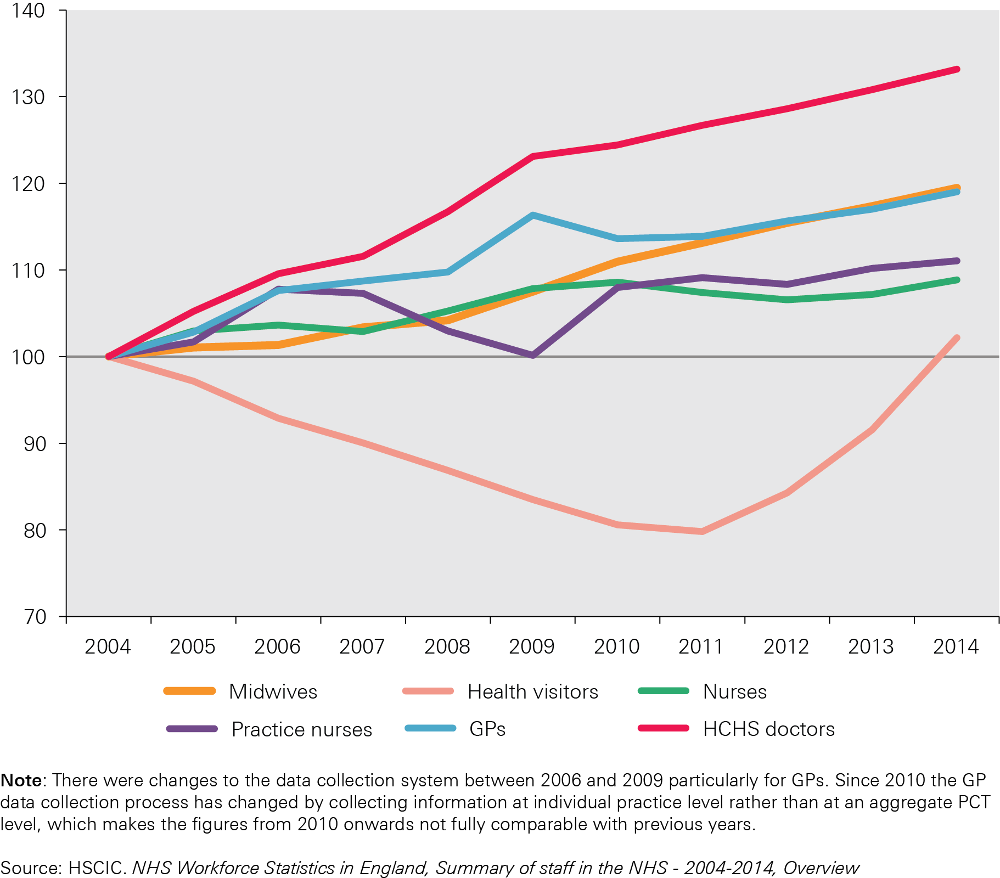 140
130
120
110
100
90
80
70
2004 2005 2006 2007 2008 2009 2010 2011 2012 2013 2014
Midwives Health visitors Nurses
Practice nurses GPs HCHS doctors
Note: There were changes to the data collection system between 2006 and 2009 particularly for GPs. Since 2010 the GP
data collection process has changed by collecting information at individual practice level rather than at an aggregate PCT
level, which makes the figures from 2010 onwards not fully comparable with previous years.
Source: HSCIC. NHS Workforce Statistics in England, Summary of staff in the NHS - 2004-2014, Overview